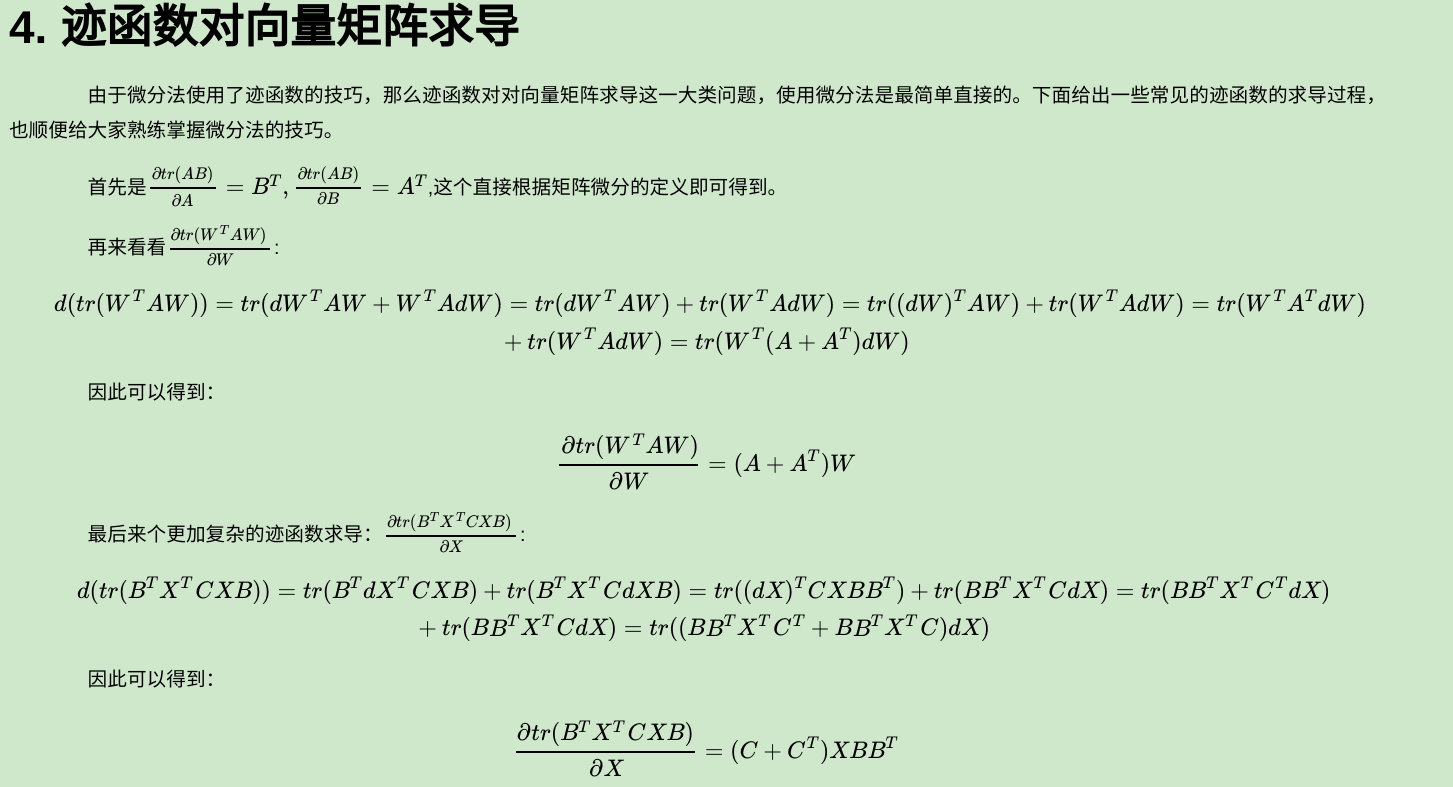 4. 迹函数对向量矩阵求导
由于微分法使用了迹函数的技巧，那么迹函数对对向量矩阵求导这一大类问题，使用微分法是最简单直接的。下面给出一些常见的迹函数的求导过程，
也顺便给大家熟练掌握微分法的技巧。
首先是 $\frac{\partial tr(AB)}{\partial A} = B^T, \frac{\partial tr(AB)}{\partial B} = A^T$,这个直接根据矩阵微分的定义即可得到。
再来看看 $\frac{\partial tr(W^TAW)}{\partial W}$ :
$d(tr(W^TAW)) = tr(dW^TAW + W^TAdW) = tr(dW^TAW) + tr(W^TAdW) = tr((dW)^TAW) + tr(W^TAdW) = tr(W^TA^TdW)$
$+ tr(W^TAdW) = tr(W^T(A + A^T)dW)$
因此可以得到：
$\frac{\partial tr(W^TAW)}{\partial W} = (A + A^T)W$
最后来个更加复杂的迹函数求导： $\frac{\partial tr(B^TX^TCXB)}{\partial X}$ :
$d(tr(B^TX^TCXB)) = tr(B^TdX^TCXB) + tr(B^TX^TCdXB) = tr((dX)^TCXBB^T) + tr(BB^TX^TCdX) = tr(BB^TX^TC^TdX)$
$+ tr(BB^TX^TCdX) = tr((BB^TX^TC^T + BB^TX^TC)dX)$
因此可以得到：
$\frac{\partial tr(B^TX^TCXB)}{\partial X} = (C + C^T)XBB^T$